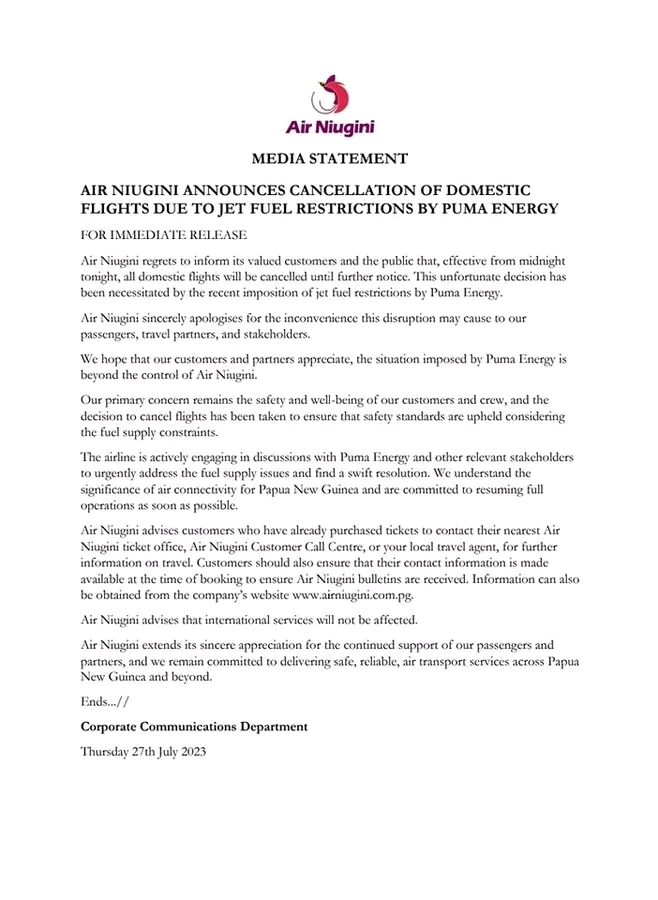 Air Niugini
MEDIA STATEMENT
AIR NIUGINI ANNOUNCES CANCELLATION OF DOMESTIC
FLIGHTS DUE TO JET FUEL RESTRICTIONS BY PUMA ENERGY
FOR IMMEDIATE RELEASE
Air Niugini regrets to inform its valued customers and the public that, effective from midnight
tonight, all domestic flights will be cancelled until further notice. This unfortunate decision has
been necessitated by the recent imposition of jet fuel restrictions by Puma Energy.
Air Niugini sincerely apologises for the inconvenience this disruption may cause to our
passengers, travel partners, and stakeholders.
We hope that our customers and partners appreciate, the situation imposed by Puma Energy is
beyond the control of Air Niugini.
Our primary concern remains the safety and well-being of our customers and crew, and the
decision to cancel flights has been taken to ensure that safety standards are upheld considering
the fuel supply constraints.
The airline is actively engaging in discussions with Puma Energy and other relevant stakeholders
to urgently address the fuel supply issues and find a swift resolution. We understand the
significance of air connectivity for Papua New Guinea and are committed to resuming full
operations as soon as possible.
Air Niugini advises customers who have already purchased tickets to contact their nearest Air
Niugini ticket office, Air Niugini Customer Call Centre, or your local travel agent, for further
information on travel. Customers should also ensure that their contact information is made
available at the time of booking to ensure Air Niugini bulletins are received. Information can also
be obtained from the company's website www.airniugini.com.pg.
Air Niugini advises that international services will not be affected.
Air Niugini extends its sincere appreciation for the continued support of our passengers and
partners, and we remain committed to delivering safe, reliable, air transport services across Papua
New Guinea and beyond.
Ends...//
Corporate Communications Department
Thursday 27th July 2023